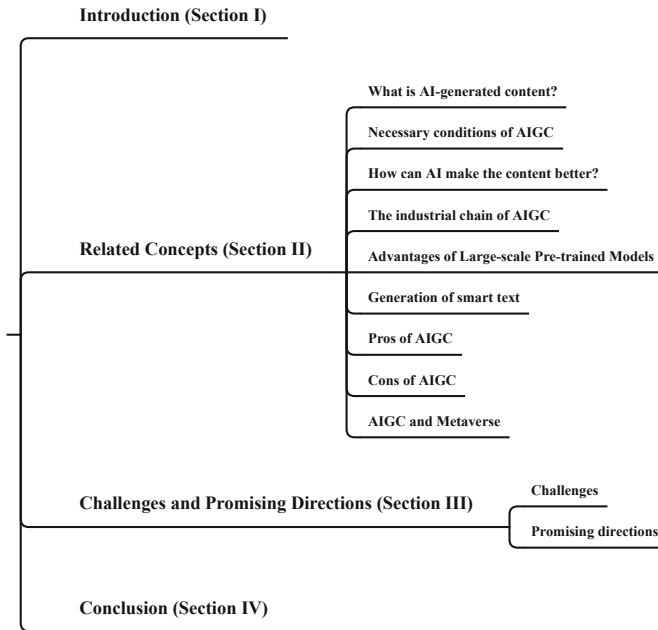 Introduction (Section I)
What is AI-generated content?
Necessary conditions of AIGC
How can AI make the content better?
The industrial chain of AIGC
Related Concepts (Section II)
Advantages of Large-scale Pre-trained Models
Generation of smart text
Pros of AIGC
Cons of AIGC
AIGC and Metaverse
Challenges and Promising Directions (Section III)
Challenges
Promising directions
Conclusion (Section IV)